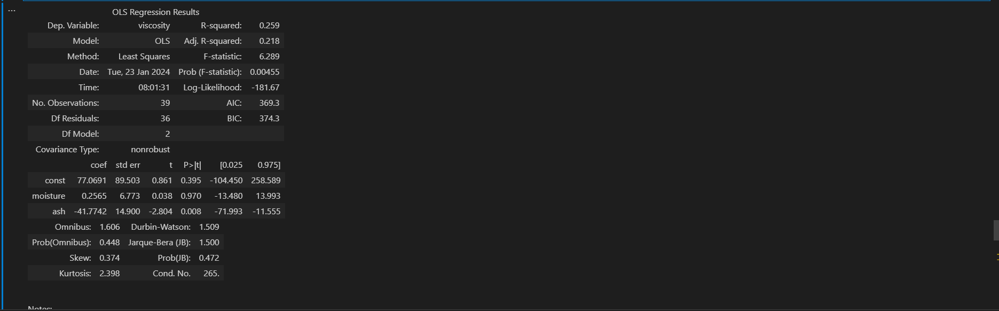 ...
OLS Regression Results
Dep. Variable: viscosity R-squared: 0.259
Model: OLS Adj. R-squared: 0.218
Method: Least Squares F-statistic: 6.289
Date: Tue, 23 Jan 2024 Prob (F-statistic): 0.00455
Time: 08:01:31 Log-Likelihood: -181.67
No. Observations: 39 AIC: 369.3
Df Residuals: 36 BIC: 374.3
Df Model: 2
Covariance Type: nonrobust
coef std err t P>|t| [0.025 0.975]
const 77.0691 89.503 0.861 0.395 -104.450 258.589
moisture 0.2565 6.773 0.038 0.970 -13.480 13.993
ash -41.7742 14.900 -2.804 0.008 -71.993 -11.555
Omnibus: 1.606 Durbin-Watson: 1.509
Prob(Omnibus): 0.448 Jarque-Bera (JB): 1.500
Skew: 0.374 Prob(JB): 0.472
Kurtosis: 2.398 Cond. No. 265.
Notes: